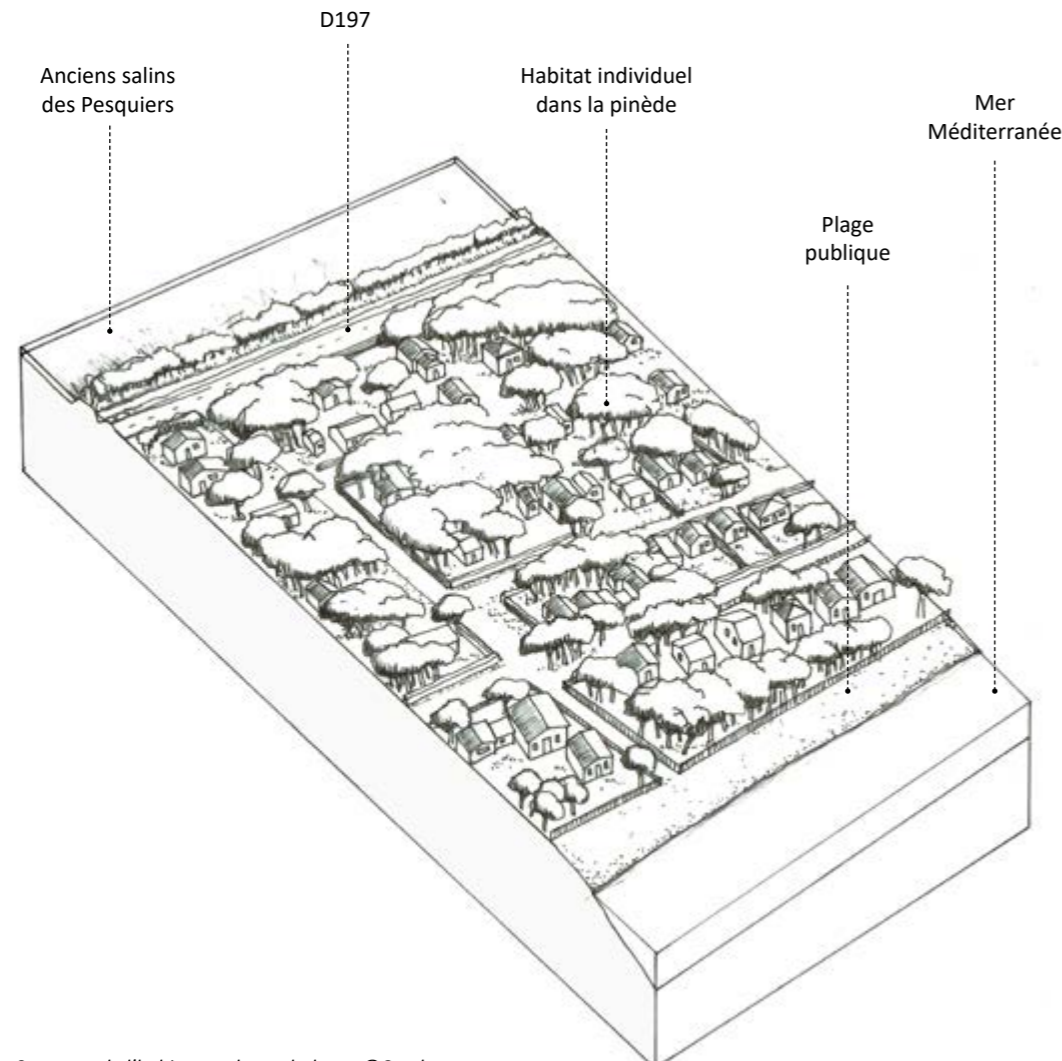 D197
Anciens salins
des Pesquiers
Habitat individuel
dans la pinède
Mer
Méditerranée
Plage
publique